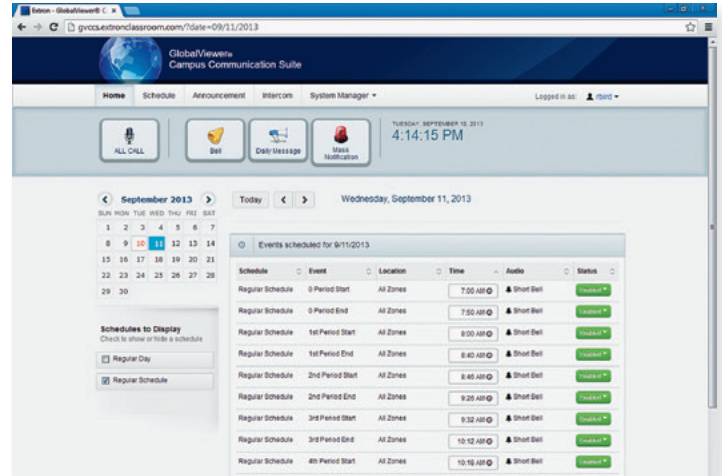 Extron - GlobalViewer® C
gvccs.extronclassroom.com/?date=09/11/2013
GlobalViewer®
Campus Communication Suite
Home Schedule Announcement Intercom System Manager
Logged in as: rbird
ALL CALL
Bell
Daily Message
Mass Notification
TUESDAY, SEPTEMBER 10, 2013
4:14:15 PM
September 2013
SUN MON TUE WED THU FRI SAT
1 2 3 4 5 6 7
8 9 10 11 12 13 14
15 16 17 18 19 20 21
22 23 24 25 26 27 28
29 30
Schedules to Display
Check to show or hide a schedule
Regular Day
Regular Schedule
Today
Wednesday, September 11, 2013
Events scheduled for 9/11/2013
Schedule Event Location Time Audio Status
Regular Schedule 0 Period Start All Zones 7:00 AM Short Bell Enabled
Regular Schedule 0 Period End All Zones 7:50 AM Short Bell Enabled
Regular Schedule 1st Period Start All Zones 8:00 AM Short Bell Enabled
Regular Schedule 1st Period End All Zones 8:40 AM Short Bell Enabled
Regular Schedule 2nd Period Start All Zones 8:46 AM Short Bell Enabled
Regular Schedule 2nd Period End All Zones 9:26 AM Short Bell Enabled
Regular Schedule 3rd Period Start All Zones 9:32 AM Short Bell Enabled
Regular Schedule 3rd Period End All Zones 10:12 AM Short Bell Enabled
Regular Schedule 4th Period Start All Zones 10:18 AM Short Bell Enabled